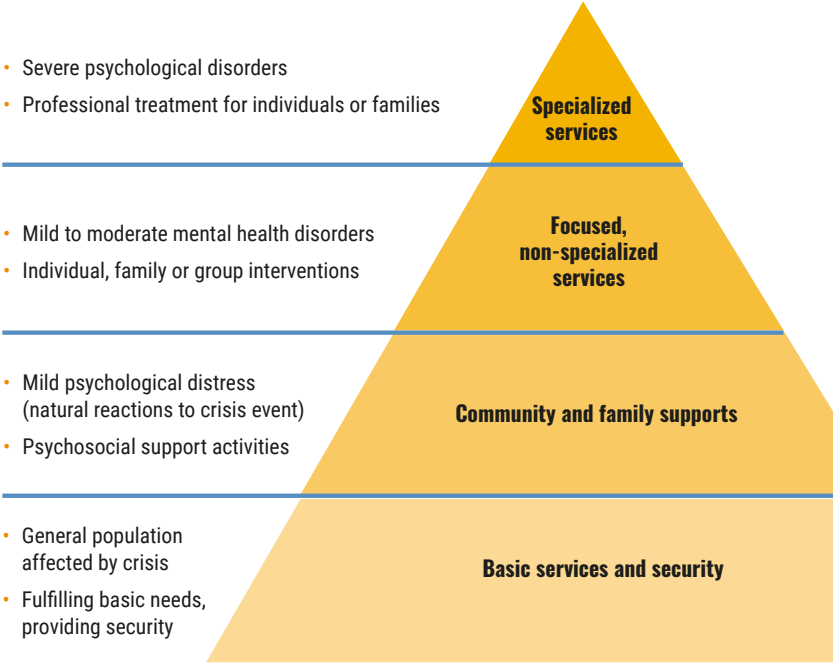 • Severe psychological disorders
• Professional treatment for individuals or families
Specialized
services
• Mild to moderate mental health disorders
• Individual, family or group interventions
Focused,
non-specialized
services
• Mild psychological distress
(natural reactions to crisis event)
• Psychosocial support activities
Community and family supports
• General population
affected by crisis
• Fulfilling basic needs,
providing security
Basic services and security